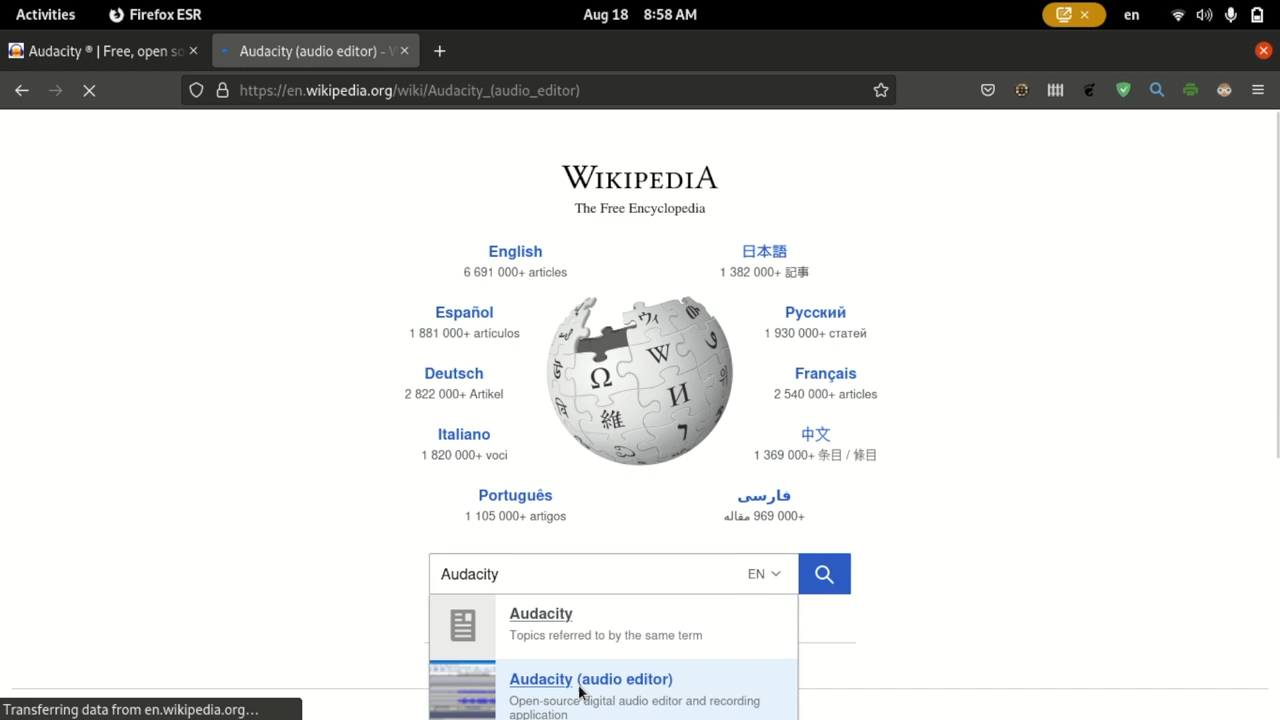 Activities Firefox ESR Aug 18 8:58 AM en
Audacity ® | Free, open so Audacity (audio editor) - W
https://en.wikipedia.org/wiki/Audacity_(audio_editor)
WIKIPEDIA
The Free Encyclopedia
English
6 691 000+ articles
日本語
1 382 000+ 記事
Español
1 881 000+ artículos
Русский
1 930 000+ статей
Deutsch
2 822 000+ Artikel
Français
2 540 000+ articles
Italiano
1 820 000+ voci
中文
1 369 000+ 条目 / 條目
Português
1 105 000+ artigos
فارسی
۹69 000+ مقاله
Audacity EN
Audacity
Topics referred to by the same term
Audacity (audio editor)
Open-source digital audio editor and recording
application
Transferring data from en.wikipedia.org…